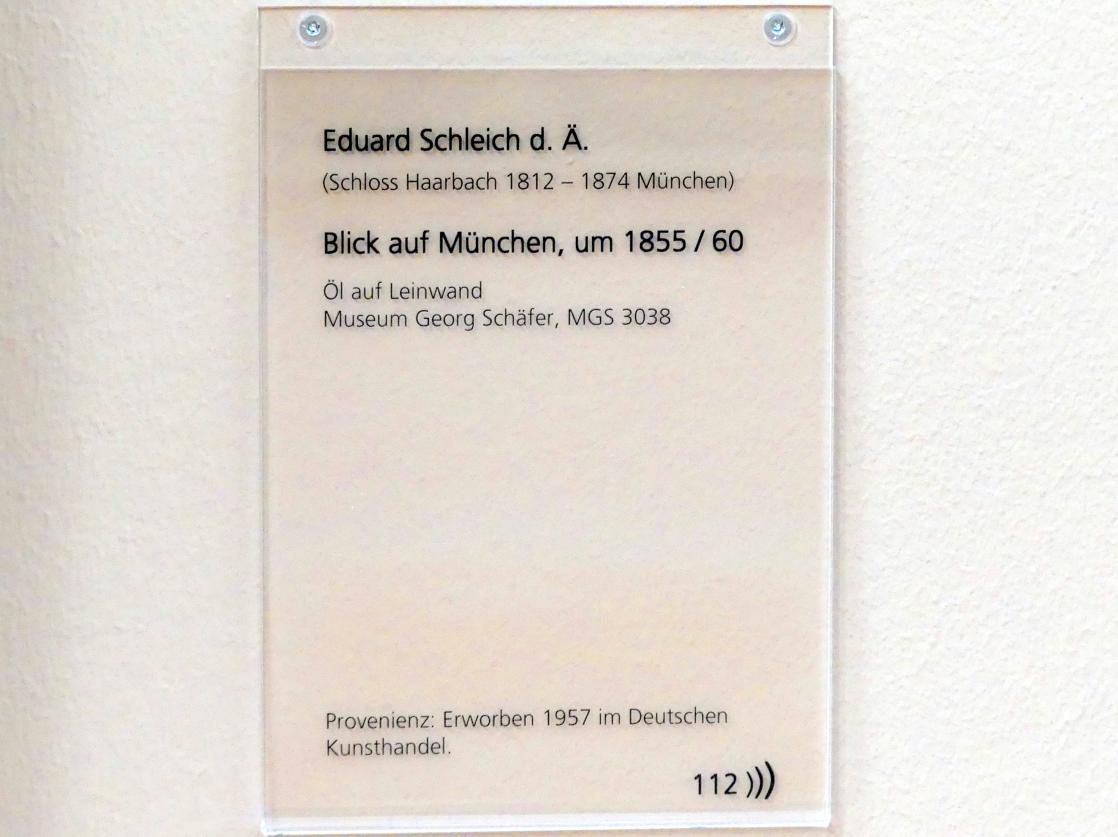 Eduard Schleich d. Ä.
(Schloss Haarbach 1812 – 1874 München)
Blick auf München, um 1855 / 60
Öl auf Leinwand
Museum Georg Schäfer, MGS 3038
Provenienz: Erworben 1957 im Deutschen
Kunsthandel.
112 )))